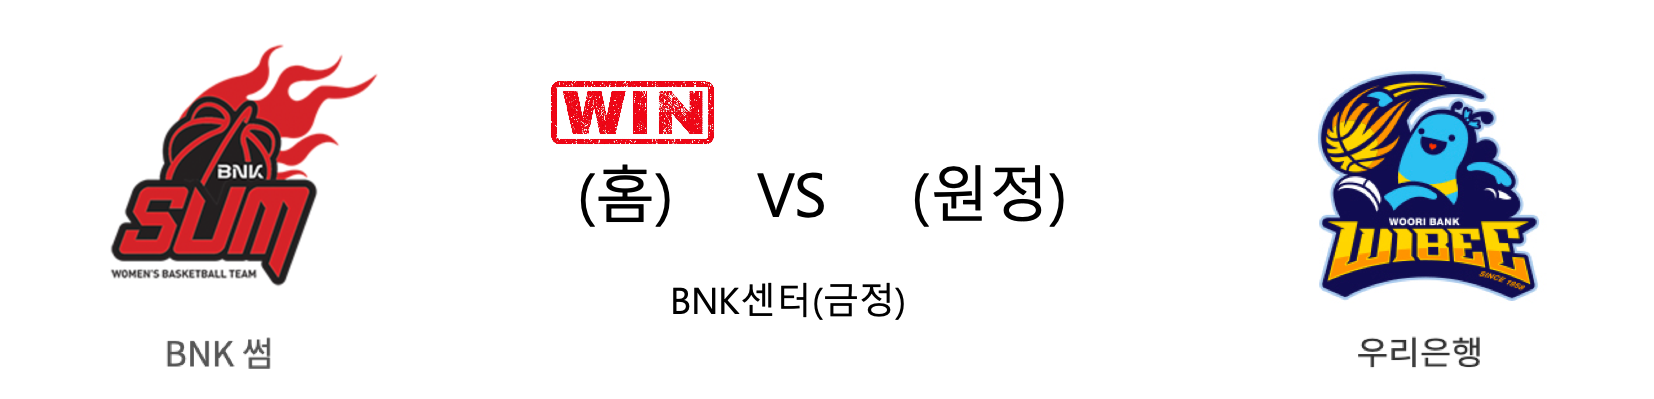 BNK
SUM
WOMEN'S BASKETBALL TEAM
BNK 썸
WIN
(홈) VS (원정)
BNK센터(금정)
WOORI BANK
WIBEE
SINCE 1958
우리은행